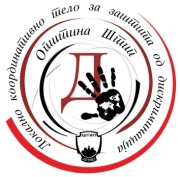 Локално координативно тело за заштита од дискриминација
Општина Штип
Д